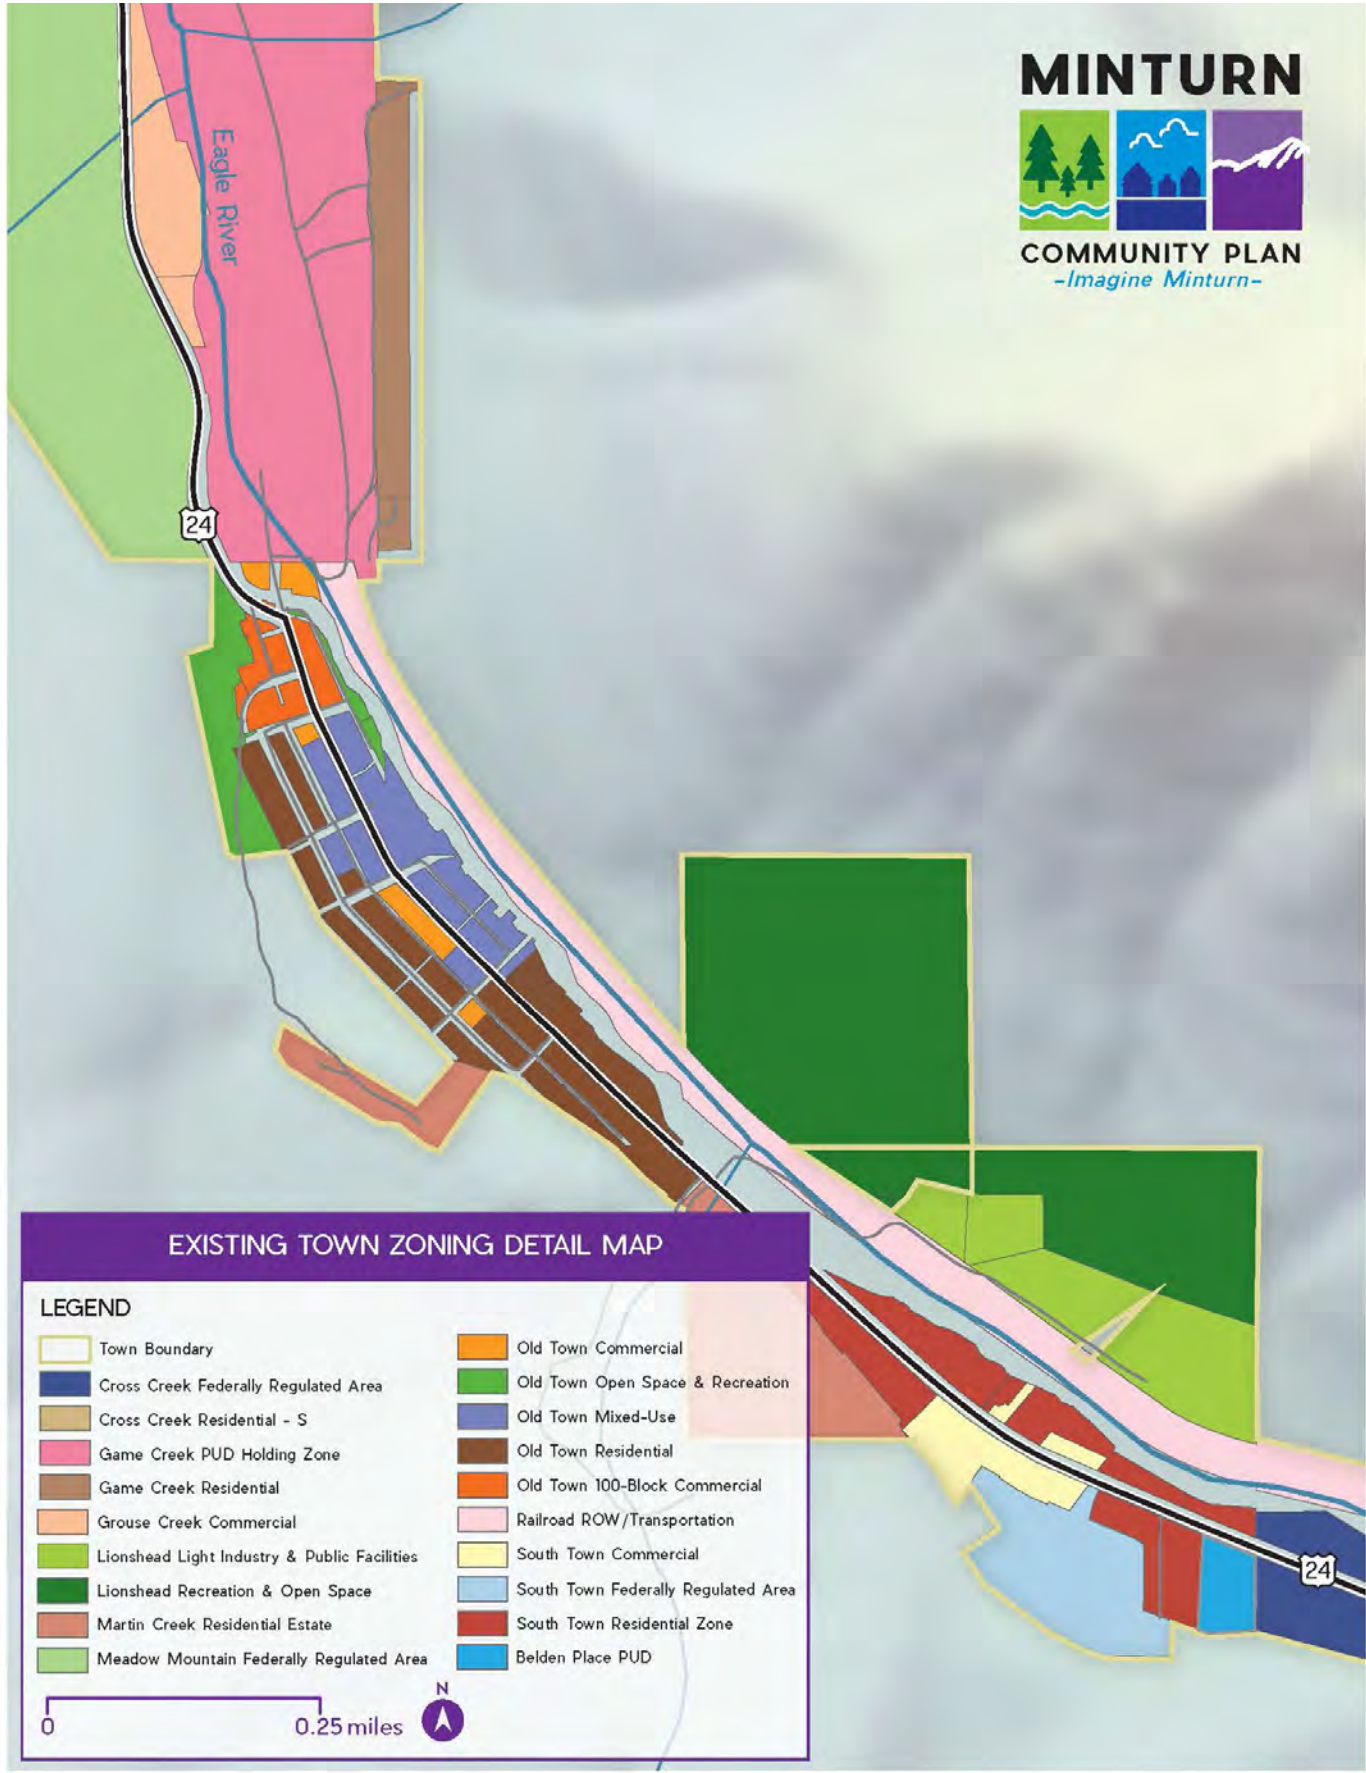 MINTURN
COMMUNITY PLAN
-Imagine Minturn-
Eagle River
24
24
EXISTING TOWN ZONING DETAIL MAP
LEGEND
Town Boundary
Cross Creek Federally Regulated Area
Cross Creek Residential - S
Game Creek PUD Holding Zone
Game Creek Residential
Grouse Creek Commercial
Lionshead Light Industry & Public Facilities
Lionshead Recreation & Open Space
Martin Creek Residential Estate
Meadow Mountain Federally Regulated Area
Old Town Commercial
Old Town Open Space & Recreation
Old Town Mixed-Use
Old Town Residential
Old Town 100-Block Commercial
Railroad ROW/Transportation
South Town Commercial
South Town Federally Regulated Area
South Town Residential Zone
Belden Place PUD
0 0.25 miles
N